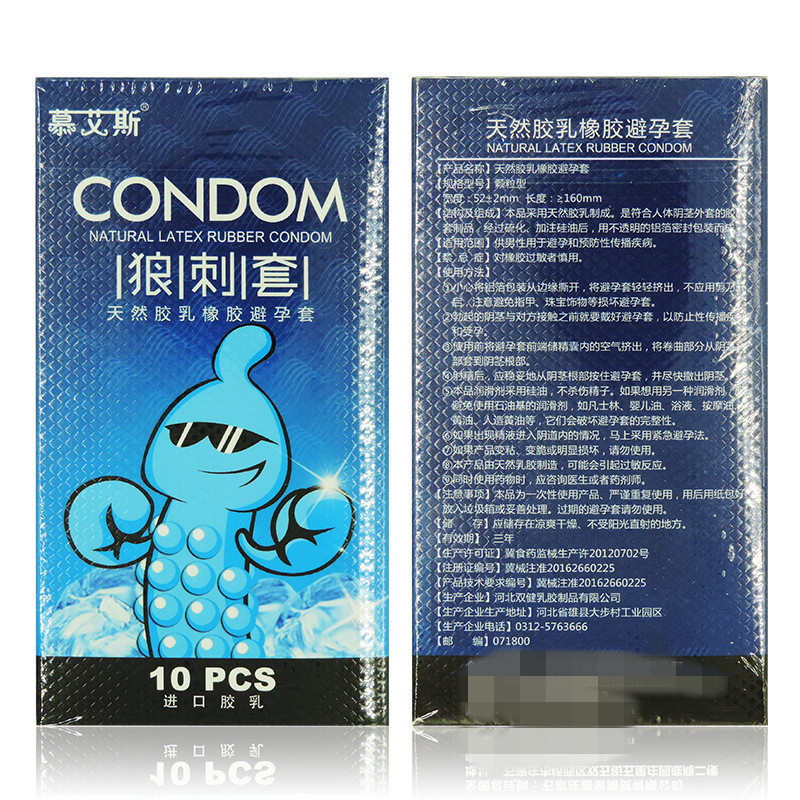 慕艾斯®
CONDOM
NATURAL LATEX RUBBER CONDOM
狼刺套
天然胶乳橡胶避孕套
10 PCS
进口胶乳
天然胶乳橡胶避孕套
NATURAL LATEX RUBBER CONDOM
【产品名称】天然胶乳橡胶避孕套
【规格型号】颗粒型
宽度：52±2mm 长度：≥160mm
【结构及组成】本品采用天然胶乳制成。是符合人体阴茎外套的胶
套制品，经过硫化、加注硅油后，用不透明的铝箔密封包装而成
【适用范围】供男性用于避孕和预防性传播疾病。
【禁 忌 症】对橡胶过敏者慎用。
【使用方法】
①小心将铝箔包装从边缘撕开，将避孕套轻轻挤出，不应用剪刀
启，注意避免指甲、珠宝饰物等损坏避孕套。
②勃起的阴茎与对方接触之前就要戴好避孕套，以防止性传播疾
和受孕。
③使用前将避孕套前端储精囊内的空气挤出，将卷曲部分从阴茎
部套到阴茎根部。
④射精后，应稳妥地从阴茎根部按住避孕套，并尽快撤出阴茎。
⑤本品润滑剂采用硅油，不杀伤精子。如果想用另一种润滑剂，
避免使用石油基的润滑剂，如凡士林、婴儿油、浴液、按摩油、
黄油、人造黄油等，它们会破坏避孕套的完整性。
⑥如果出现精液进入阴道内的情况，马上采用紧急避孕法。
⑦如果产品变粘、变脆或明显损坏，请勿使用。
⑧本产品由天然乳胶制造，可能会引起过敏反应。
⑨同时使用药物时，应咨询医生或者药剂师。
【注意事项】本品为一次性使用产品、严谨重复使用，用后用纸包好
放入垃圾箱或妥善处理。过期的避孕套请勿使用。
【储 存】应储存在凉爽干燥、不受阳光直射的地方。
【有效期】：三年
【生产许可证】冀食药监械生产许20120702号
【注册证编号】冀械注准20162660225
【产品技术要求编号】冀械注准20162660225
【生产企业】河北双健乳胶制品有限公司
【生产企业生产地址】河北省雄县大步村工业园区
【生产企业电话】0312-5763666
【邮 编】071800